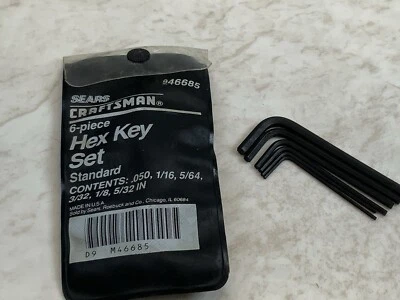 946685
SEARS
CRAFTSMAN®
6-piece
Hex Key
Set
Standard
CONTENTS: .050, 1/16, 5/64,
3/32, 1/8, 5/32 IN
MADE IN U.S.A.
Sold by Sears, Roebuck and Co., Chicago, IL 60684
D9 M46685